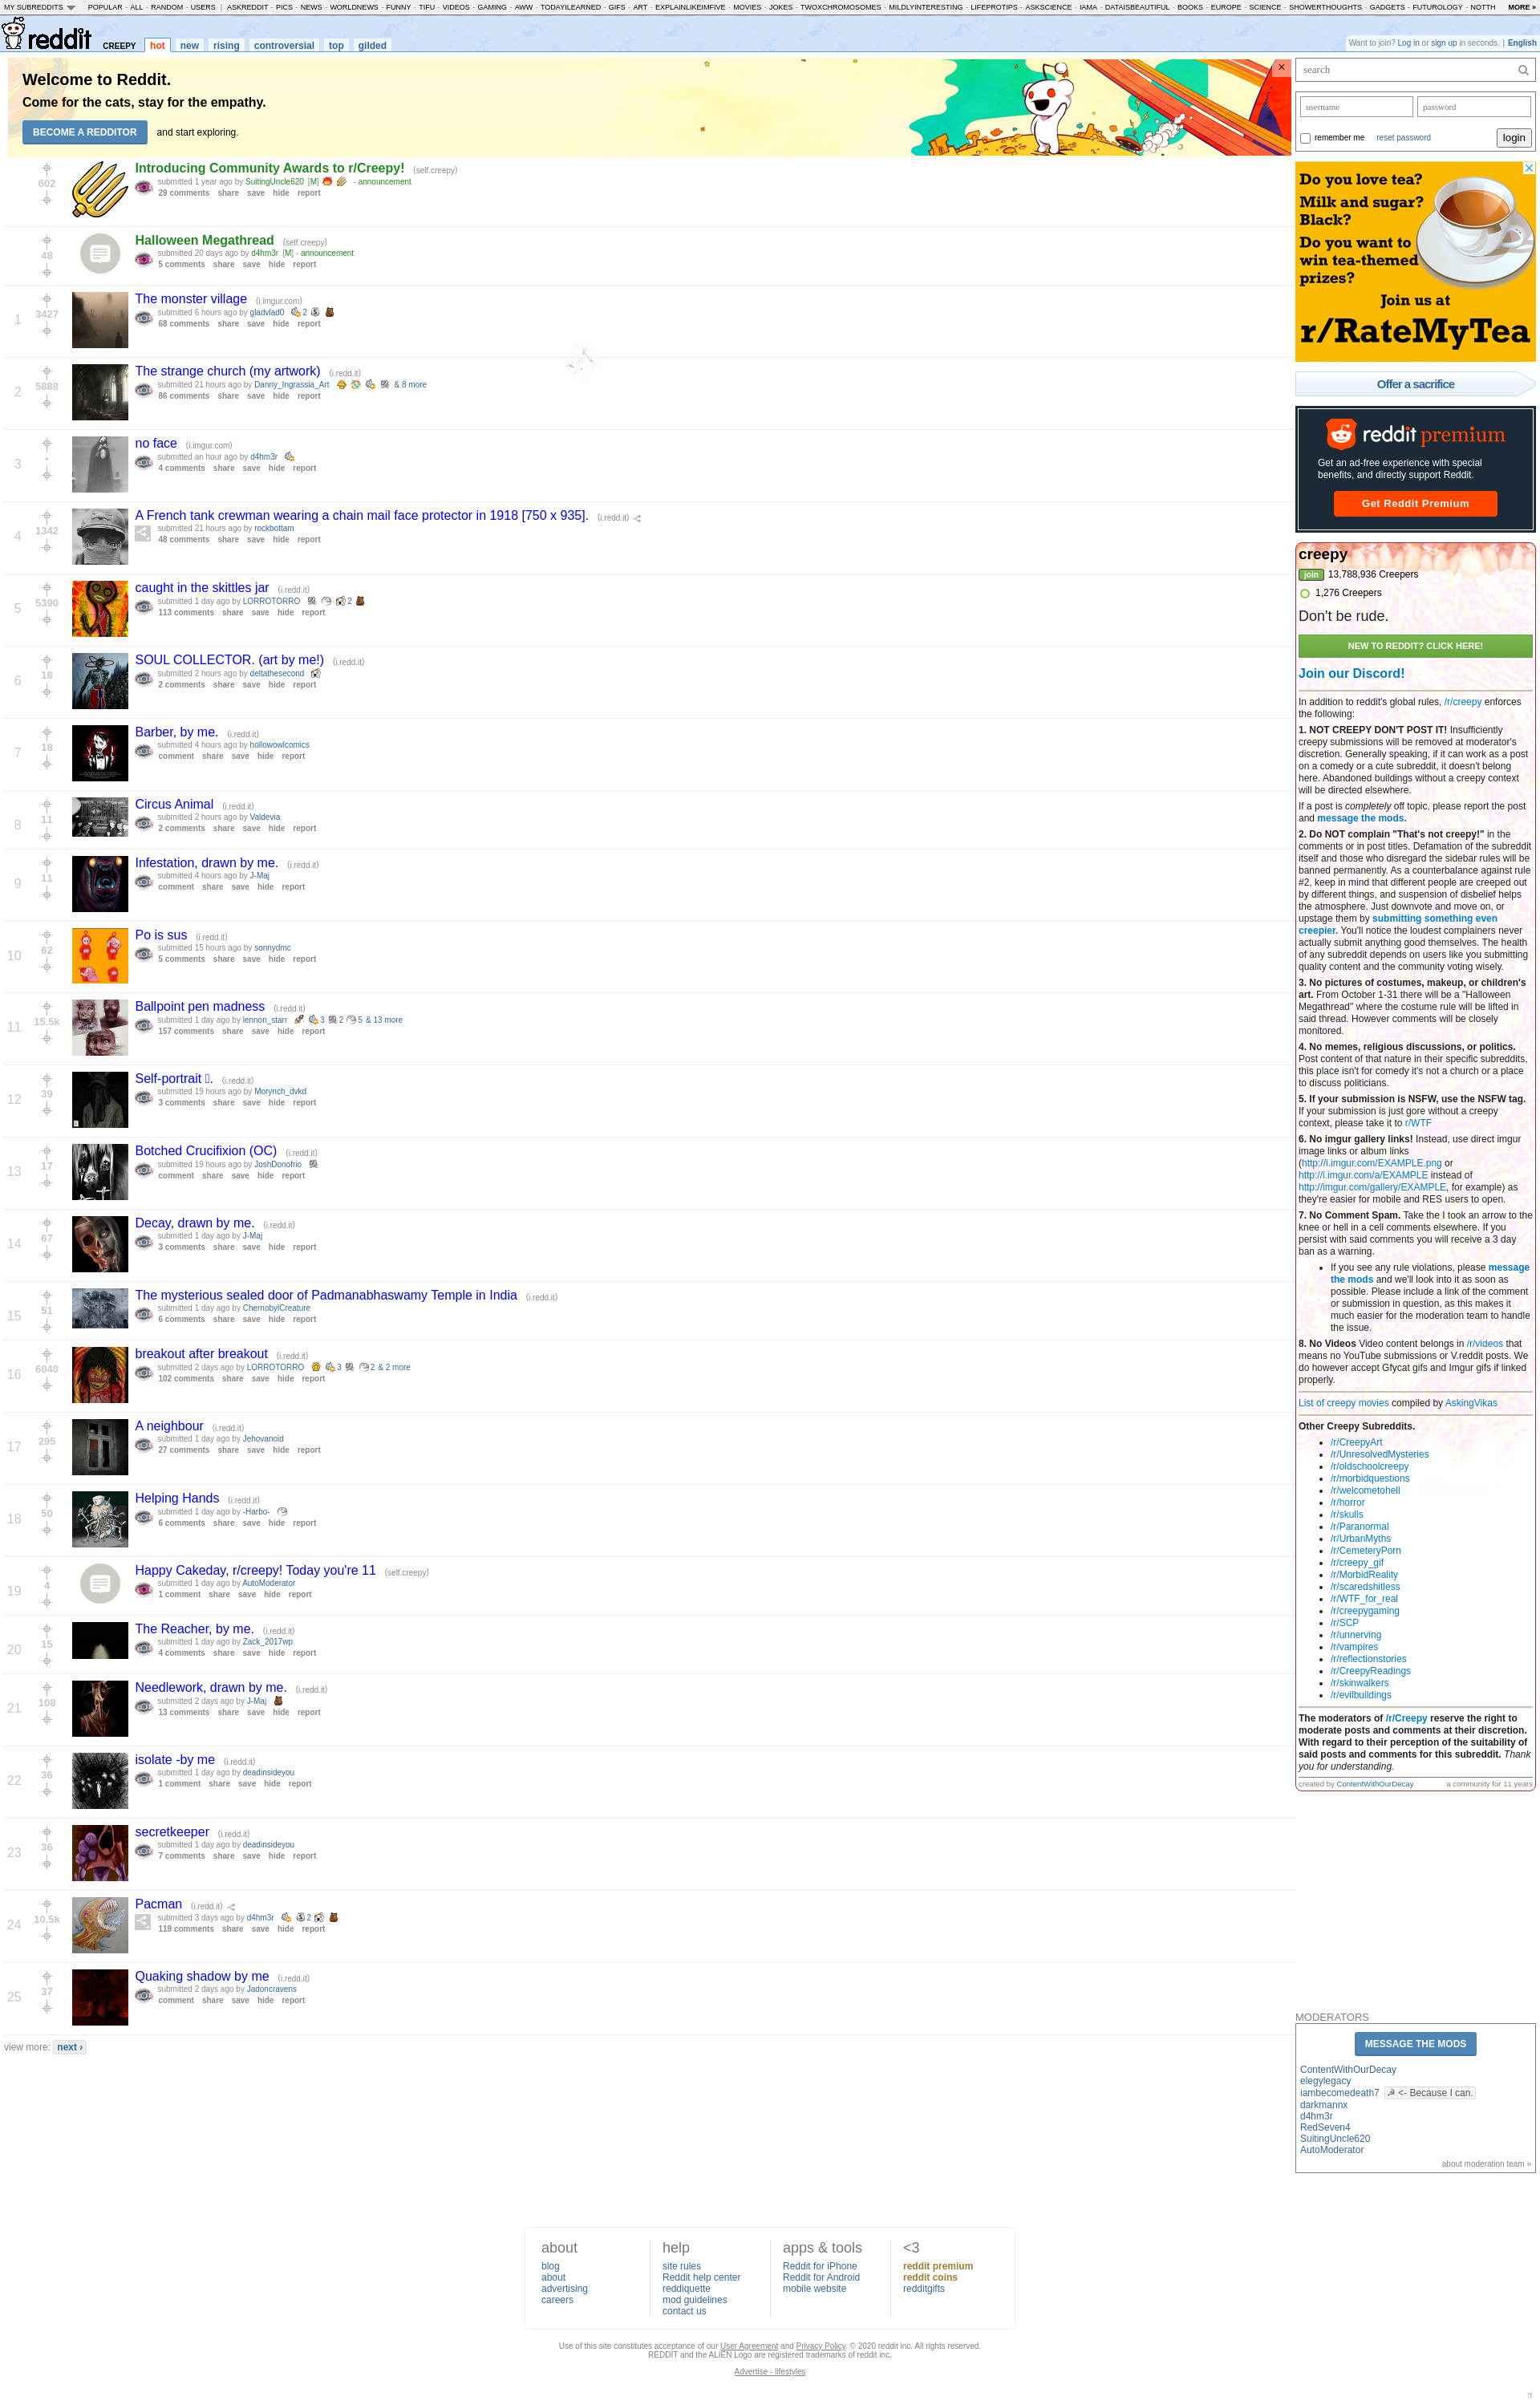 MY SUBREDDITS POPULAR - ALL - RANDOM - USERS | ASKREDDIT - PICS - NEWS - WORLDNEWS - FUNNY - TIFU - VIDEOS - GAMING - AWW - TODAYILEARNED - GIFS - ART - EXPLAINLIKEIMFIVE - MOVIES - JOKES - TWOXCHROMOSOMES - MILDLYINTERESTING - LIFEPROTIPS - ASKSCIENCE - IAMA - DATAISBEAUTIFUL - BOOKS - EUROPE - SCIENCE - SHOWERTHOUGHTS - GADGETS - FUTUROLOGY - NOTTH MORE »
reddit CREEPY hot new rising controversial top gilded
Want to join? Log in or sign up in seconds. | English
Welcome to Reddit.
Come for the cats, stay for the empathy.
BECOME A REDDITOR and start exploring.
×
602
Introducing Community Awards to r/Creepy! (self.creepy)
submitted 1 year ago by SuitingUncle620 [M] - announcement
29 comments share save hide report
48
Halloween Megathread (self.creepy)
submitted 20 days ago by d4hm3r [M] - announcement
5 comments share save hide report
1 3427
The monster village (i.imgur.com)
submitted 6 hours ago by gladvlad0 2
68 comments share save hide report
2 5888
The strange church (my artwork) (i.redd.it)
submitted 21 hours ago by Danny_Ingrassia_Art & 8 more
86 comments share save hide report
3 •
no face (i.imgur.com)
submitted an hour ago by d4hm3r
4 comments share save hide report
4 1342
A French tank crewman wearing a chain mail face protector in 1918 [750 x 935]. (i.redd.it)
submitted 21 hours ago by rockbottam
48 comments share save hide report
5 5390
caught in the skittles jar (i.redd.it)
submitted 1 day ago by LORROTORRO 2
113 comments share save hide report
6 18
SOUL COLLECTOR. (art by me!) (i.redd.it)
submitted 2 hours ago by deltathesecond
2 comments share save hide report
7 18
Barber, by me. (i.redd.it)
submitted 4 hours ago by hollowowlcomics
comment share save hide report
8 11
Circus Animal (i.redd.it)
submitted 2 hours ago by Valdevia
2 comments share save hide report
9 11
Infestation, drawn by me. (i.redd.it)
submitted 4 hours ago by J-Maj
comment share save hide report
10 62
Po is sus (i.redd.it)
submitted 15 hours ago by sonnydmc
5 comments share save hide report
11 15.5k
Ballpoint pen madness (i.redd.it)
submitted 1 day ago by lennon_starr 3 2 5 & 13 more
157 comments share save hide report
12 39
Self-portrait ▯. (i.redd.it)
submitted 19 hours ago by Morynch_dvkd
3 comments share save hide report
13 17
Botched Crucifixion (OC) (i.redd.it)
submitted 19 hours ago by JoshDonofrio
comment share save hide report
14 67
Decay, drawn by me. (i.redd.it)
submitted 1 day ago by J-Maj
3 comments share save hide report
15 51
The mysterious sealed door of Padmanabhaswamy Temple in India (i.redd.it)
submitted 1 day ago by ChernobylCreature
6 comments share save hide report
16 6040
breakout after breakout (i.redd.it)
submitted 2 days ago by LORROTORRO 3 2 & 2 more
102 comments share save hide report
17 295
A neighbour (i.redd.it)
submitted 1 day ago by Jehovanoid
27 comments share save hide report
18 50
Helping Hands (i.redd.it)
submitted 1 day ago by -Harbo-
6 comments share save hide report
19 4
Happy Cakeday, r/creepy! Today you're 11 (self.creepy)
submitted 1 day ago by AutoModerator
1 comment share save hide report
20 15
The Reacher, by me. (i.redd.it)
submitted 1 day ago by Zack_2017wp
4 comments share save hide report
21 108
Needlework, drawn by me. (i.redd.it)
submitted 2 days ago by J-Maj
13 comments share save hide report
22 36
isolate -by me (i.redd.it)
submitted 1 day ago by deadinsideyou
1 comment share save hide report
23 36
secretkeeper (i.redd.it)
submitted 1 day ago by deadinsideyou
7 comments share save hide report
24 10.5k
Pacman (i.redd.it)
submitted 3 days ago by d4hm3r 2
119 comments share save hide report
25 37
Quaking shadow by me (i.redd.it)
submitted 2 days ago by Jadoncravens
comment share save hide report
view more: next ›
search
username password
remember me reset password login
Do you love tea?
Milk and sugar?
Black?
Do you want to
win tea-themed
prizes?
Join us at
r/RateMyTea
Offer a sacrifice
reddit premium
Get an ad-free experience with special
benefits, and directly support Reddit.
Get Reddit Premium
creepy
join 13,788,936 Creepers
1,276 Creepers
Don't be rude.
NEW TO REDDIT? CLICK HERE!
Join our Discord!
In addition to reddit's global rules, /r/creepy enforces
the following:
1. NOT CREEPY DON'T POST IT! Insufficiently
creepy submissions will be removed at moderator's
discretion. Generally speaking, if it can work as a post
on a comedy or a cute subreddit, it doesn't belong
here. Abandoned buildings without a creepy context
will be directed elsewhere.
If a post is completely off topic, please report the post
and message the mods.
2. Do NOT complain "That's not creepy!" in the
comments or in post titles. Defamation of the subreddit
itself and those who disregard the sidebar rules will be
banned permanently. As a counterbalance against rule
#2, keep in mind that different people are creeped out
by different things, and suspension of disbelief helps
the atmosphere. Just downvote and move on, or
upstage them by submitting something even
creepier. You'll notice the loudest complainers never
actually submit anything good themselves. The health
of any subreddit depends on users like you submitting
quality content and the community voting wisely.
3. No pictures of costumes, makeup, or children's
art. From October 1-31 there will be a "Halloween
Megathread" where the costume rule will be lifted in
said thread. However comments will be closely
monitored.
4. No memes, religious discussions, or politics.
Post content of that nature in their specific subreddits,
this place isn't for comedy it's not a church or a place
to discuss politicians.
5. If your submission is NSFW, use the NSFW tag.
If your submission is just gore without a creepy
context, please take it to r/WTF
6. No imgur gallery links! Instead, use direct imgur
image links or album links
(http://i.imgur.com/EXAMPLE.png or
http://i.imgur.com/a/EXAMPLE instead of
http://imgur.com/gallery/EXAMPLE, for example) as
they're easier for mobile and RES users to open.
7. No Comment Spam. Take the I took an arrow to the
knee or hell in a cell comments elsewhere. If you
persist with said comments you will receive a 3 day
ban as a warning.
• If you see any rule violations, please message
the mods and we'll look into it as soon as
possible. Please include a link of the comment
or submission in question, as this makes it
much easier for the moderation team to handle
the issue.
8. No Videos Video content belongs in /r/videos that
means no YouTube submissions or V.reddit posts. We
do however accept Gfycat gifs and Imgur gifs if linked
properly.
List of creepy movies compiled by AskingVikas
Other Creepy Subreddits.
• /r/CreepyArt
• /r/UnresolvedMysteries
• /r/oldschoolcreepy
• /r/morbidquestions
• /r/welcometohell
• /r/horror
• /r/skulls
• /r/Paranormal
• /r/UrbanMyths
• /r/CemeteryPorn
• /r/creepy_gif
• /r/MorbidReality
• /r/scaredshitless
• /r/WTF_for_real
• /r/creepygaming
• /r/SCP
• /r/unnerving
• /r/vampires
• /r/reflectionstories
• /r/CreepyReadings
• /r/skinwalkers
• /r/evilbuildings
The moderators of /r/Creepy reserve the right to
moderate posts and comments at their discretion.
With regard to their perception of the suitability of
said posts and comments for this subreddit. Thank
you for understanding.
created by ContentWithOurDecay a community for 11 years
MODERATORS
MESSAGE THE MODS
ContentWithOurDecay
elegylegacy
iambecomedeath7 ☭ <- Because I can.
darkmannx
d4hm3r
RedSeven4
SuitingUncle620
AutoModerator
about moderation team »
about
blog
about
advertising
careers
help
site rules
Reddit help center
reddiquette
mod guidelines
contact us
apps & tools
Reddit for iPhone
Reddit for Android
mobile website
<3
reddit premium
reddit coins
redditgifts
Use of this site constitutes acceptance of our User Agreement and Privacy Policy. © 2020 reddit inc. All rights reserved.
REDDIT and the ALIEN Logo are registered trademarks of reddit inc.
Advertise - lifestyles
π